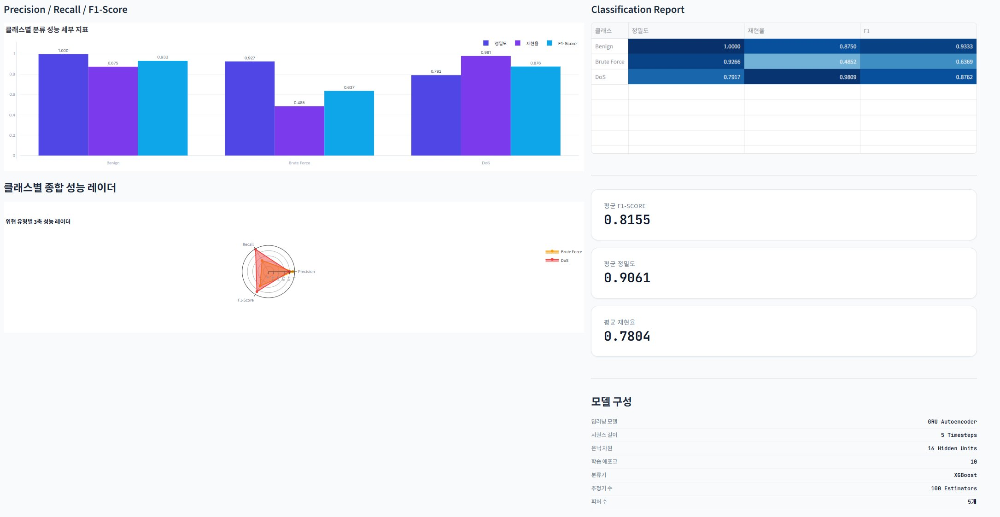 Precision / Recall / F1-Score
클래스별 분류 성능 세부 지표
정밀도 재현율 F1-Score
1.000 0.875 0.933 0.927 0.485 0.637 0.792 0.981 0.876
1
0.8
0.6
0.4
0.2
0
Benign Brute Force DoS
클래스별 종합 성능 레이더
위협 유형별 3축 성능 레이더
Recall
Precision
F1-Score
Brute Force
DoS
Classification Report
클래스 정밀도 재현율 F1
Benign 1.0000 0.8750 0.9333
Brute Force 0.9266 0.4852 0.6369
DoS 0.7917 0.9809 0.8762
평균 F1-SCORE
0.8155
평균 정밀도
0.9061
평균 재현율
0.7804
모델 구성
딥러닝 모델 GRU Autoencoder
시퀀스 길이 5 Timesteps
은닉 차원 16 Hidden Units
학습 에포크 10
분류기 XGBoost
추정기 수 100 Estimators
피처 수 5개